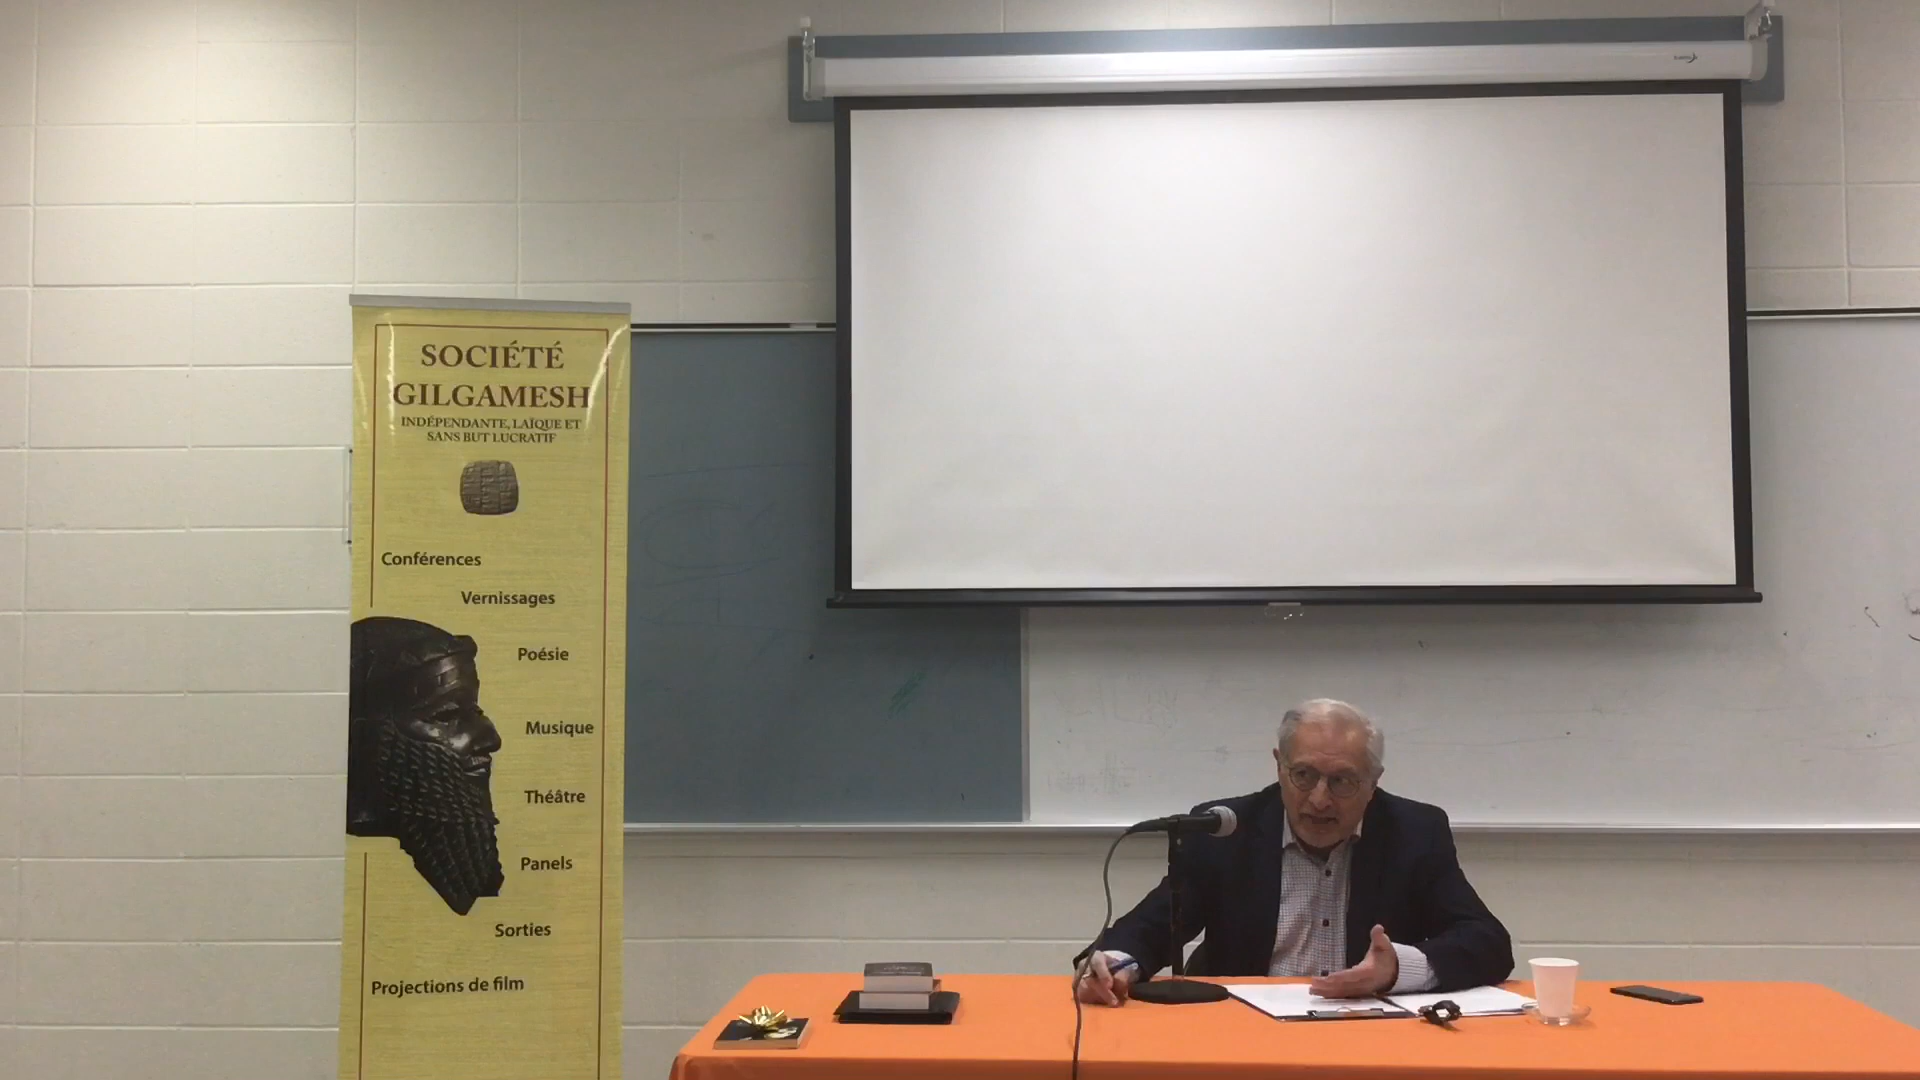 SOCIÉTÉ
GILGAMESH
INDÉPENDANTE, LAÏQUE ET
SANS BUT LUCRATIF
Conférences
Vernissages
Poésie
Musique
Théâtre
Panels
Sorties
Projections de film